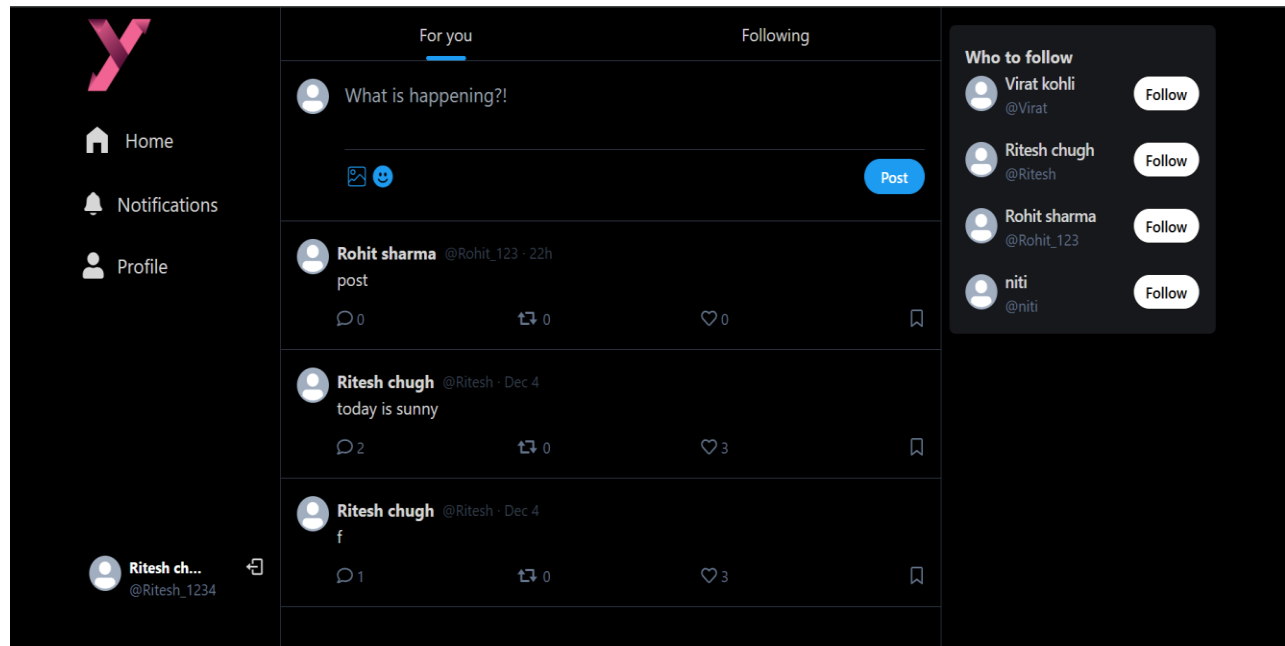 Y
Home
Notifications
Profile
Ritesh ch...
@Ritesh_1234
For you
Following
What is happening?!
Post
Rohit sharma @Rohit_123 · 22h
post
0 0 0
Ritesh chugh @Ritesh · Dec 4
today is sunny
2 0 3
Ritesh chugh @Ritesh · Dec 4
f
1 0 3
Who to follow
Virat kohli
@Virat
Follow
Ritesh chugh
@Ritesh
Follow
Rohit sharma
@Rohit_123
Follow
niti
@niti
Follow